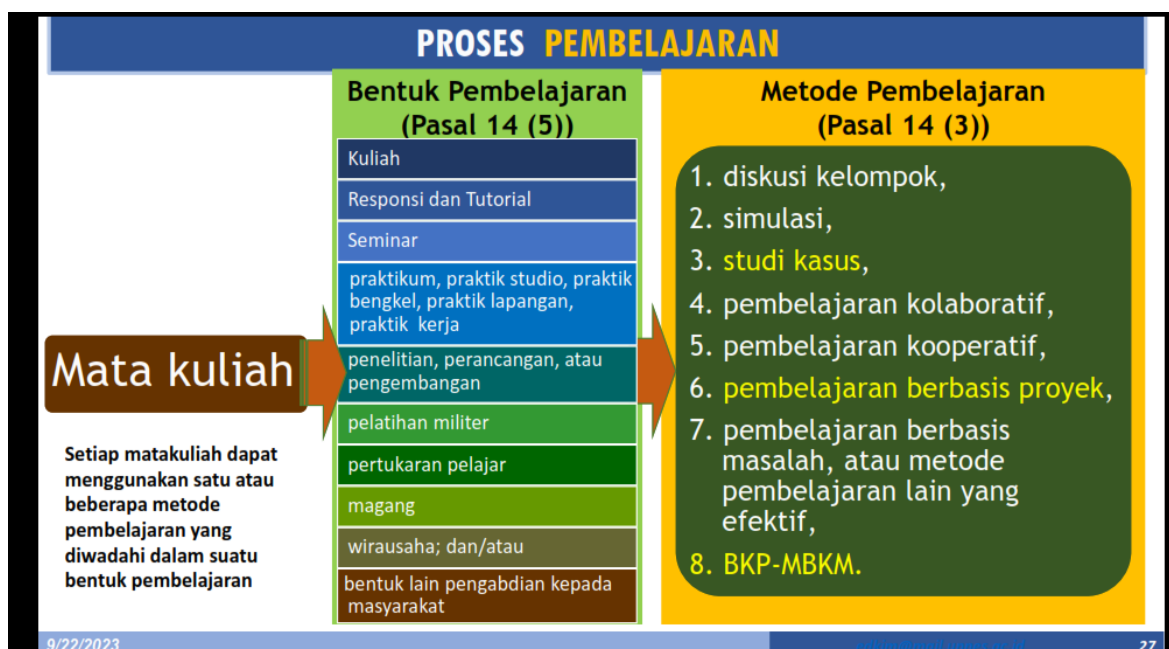 PROSES PEMBELAJARAN
Mata kuliah
Setiap matakuliah dapat
menggunakan satu atau
beberapa metode
pembelajaran yang
diwadahi dalam suatu
bentuk pembelajaran
Bentuk Pembelajaran
(Pasal 14 (5))
Kuliah
Responsi dan Tutorial
Seminar
praktikum, praktik studio, praktik
bengkel, praktik lapangan,
praktik kerja
penelitian, perancangan, atau
pengembangan
pelatihan militer
pertukaran pelajar
magang
wirausaha; dan/atau
bentuk lain pengabdian kepada
masyarakat
Metode Pembelajaran
(Pasal 14 (3))
1. diskusi kelompok,
2. simulasi,
3. studi kasus,
4. pembelajaran kolaboratif,
5. pembelajaran kooperatif,
6. pembelajaran berbasis proyek,
7. pembelajaran berbasis
masalah, atau metode
pembelajaran lain yang
efektif,
8. BKP-MBKM.
9/22/2023
27